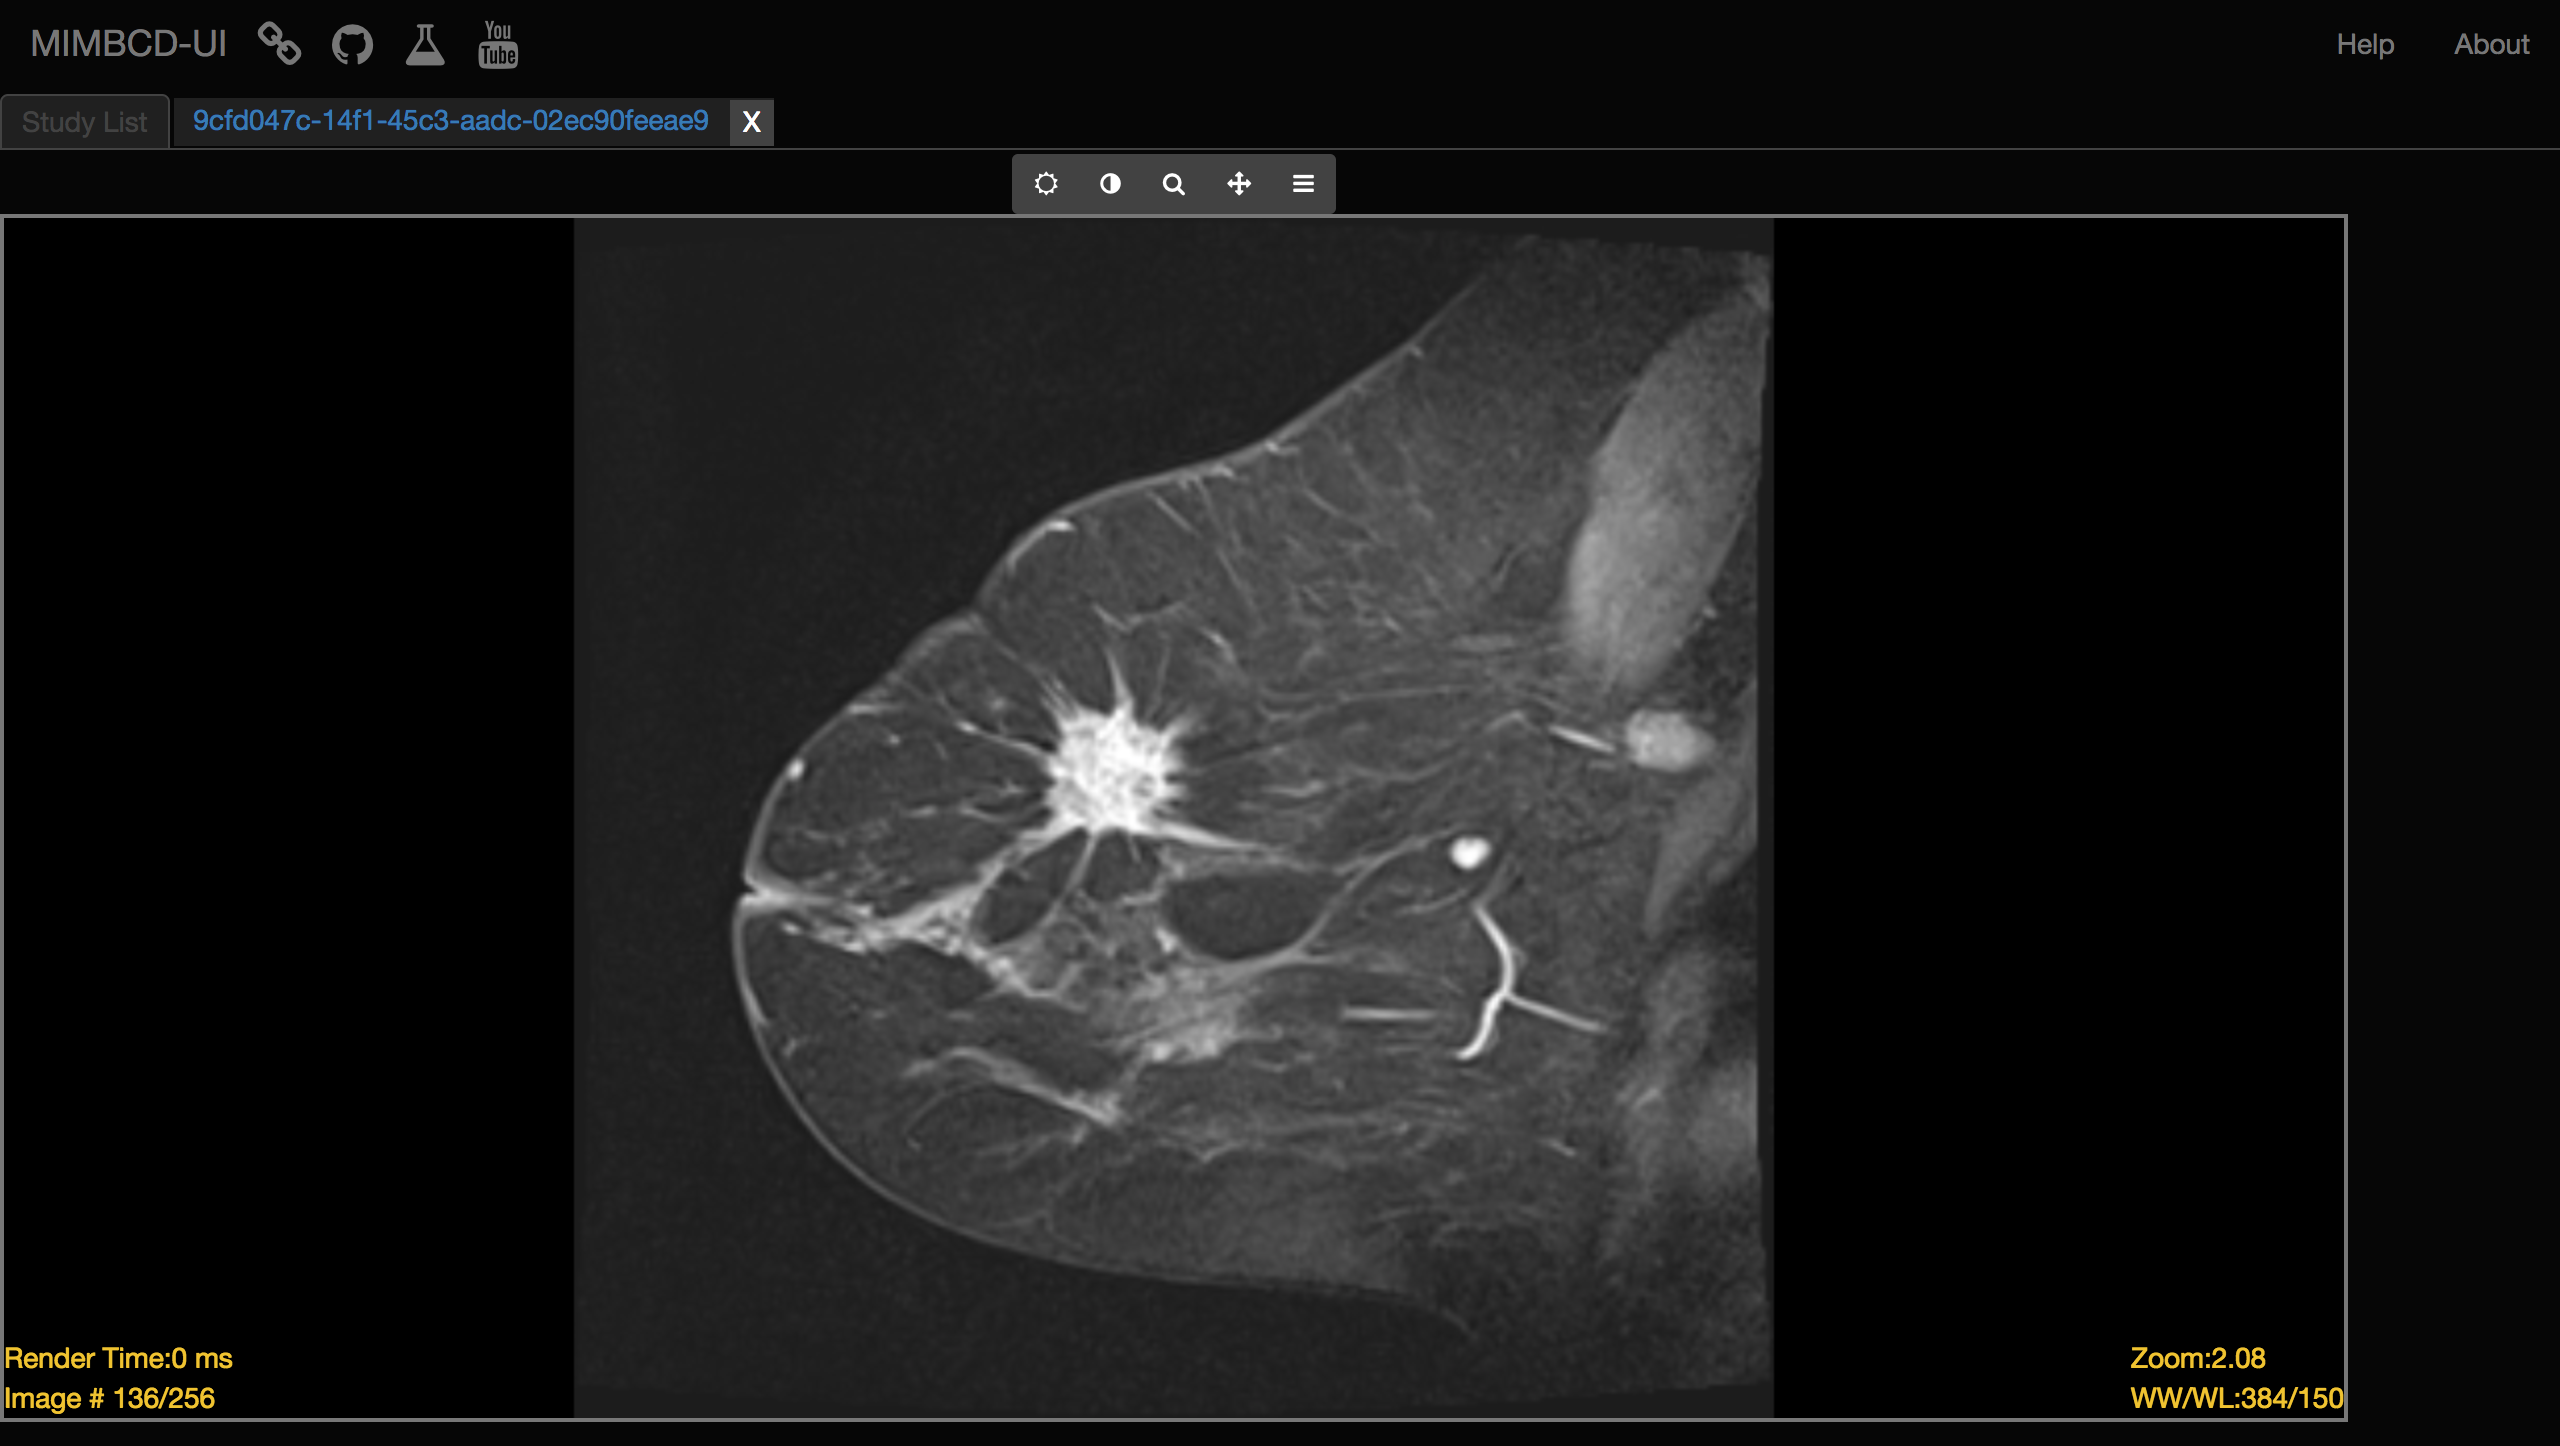 MIMBCD-UI
You
Tube
Help
About
Study List
9cfd047c-14f1-45c3-aadc-02ec90feeae9
X
Render Time:0 ms
Image # 136/256
Zoom:2.08
WW/WL:384/150